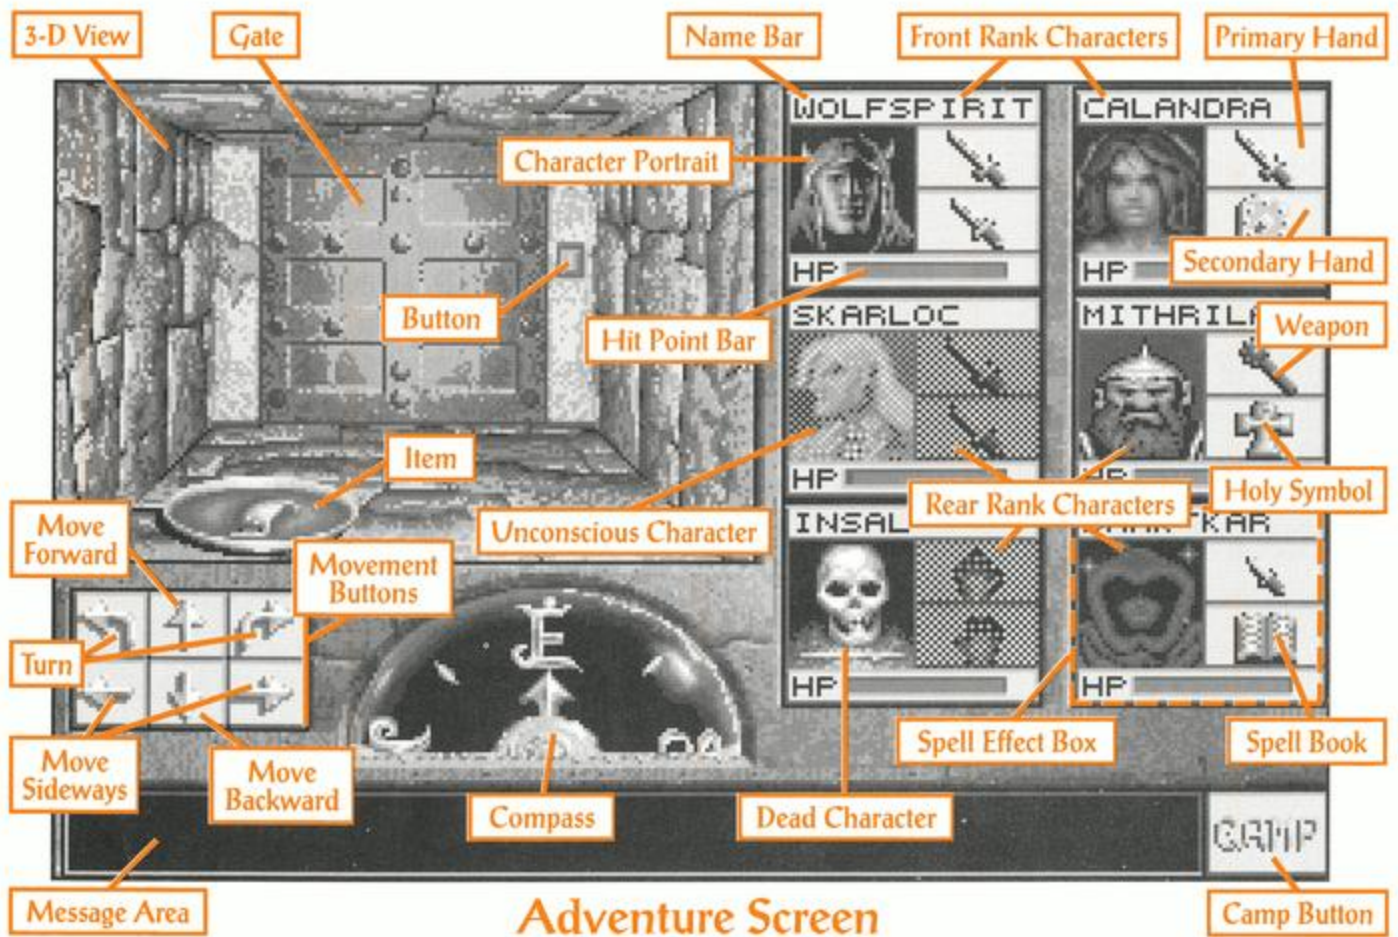 3-D View
Gate
Name Bar
Front Rank Characters
Primary Hand
WOLFSPIRIT
CALANDRA
Character Portrait
Secondary Hand
HP
HP
Button
Hit Point Bar
SKARLOC
Weapon
Item
HP
HP
Rear Rank Characters
Holy Symbol
Unconscious Character
Move
Forward
Movement
Buttons
E
Turn
HP
HP
Move
Sideways
Move
Backward
Compass
Spell Effect Box
Spell Book
Dead Character
CAMP
Message Area
Adventure Screen
Camp Button